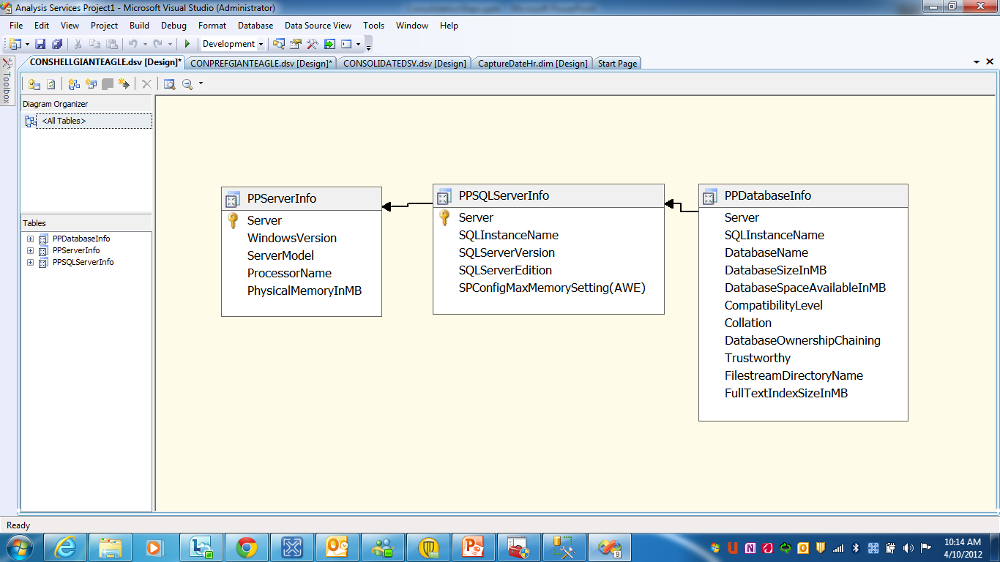 Analysis Services Project1 - Microsoft Visual Studio (Administrator)
File Edit View Project Build Debug Format Database Data Source View Tools Window Help
Development
CONSHELLGIANTEAGLE.dsv [Design]* CONPREFGIANTEAGLE.dsv [Design]* CONSOLIDATEDSV.dsv [Design] CaptureDateHr.dim [Design] Start Page
Toolbox
Diagram Organizer
<All Tables>
Tables
PPDatabaseInfo
PPServerInfo
PPSQLServerInfo
PPServerInfo
Server
WindowsVersion
ServerModel
ProcessorName
PhysicalMemoryInMB
PPSQLServerInfo
Server
SQLInstanceName
SQLServerVersion
SQLServerEdition
SPConfigMaxMemorySetting(AWE)
PPDatabaseInfo
Server
SQLInstanceName
DatabaseName
DatabaseSizeInMB
DatabaseSpaceAvailableInMB
CompatibilityLevel
Collation
DatabaseOwnershipChaining
Trustworthy
FilestreamDirectoryName
FullTextIndexSizeInMB
Ready
10:14 AM
4/10/2012